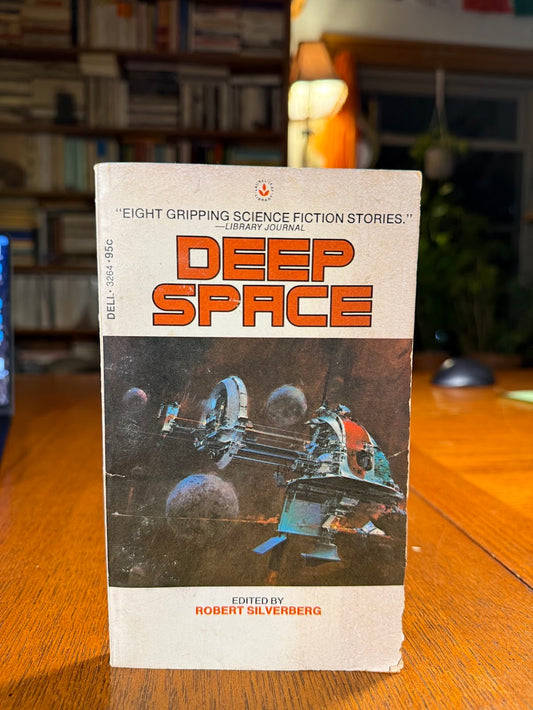 "EIGHT GRIPPING SCIENCE FICTION STORIES."
—LIBRARY JOURNAL
DEEP
SPACE
DELL • 3264 • 95c
EDITED BY
ROBERT SILVERBERG